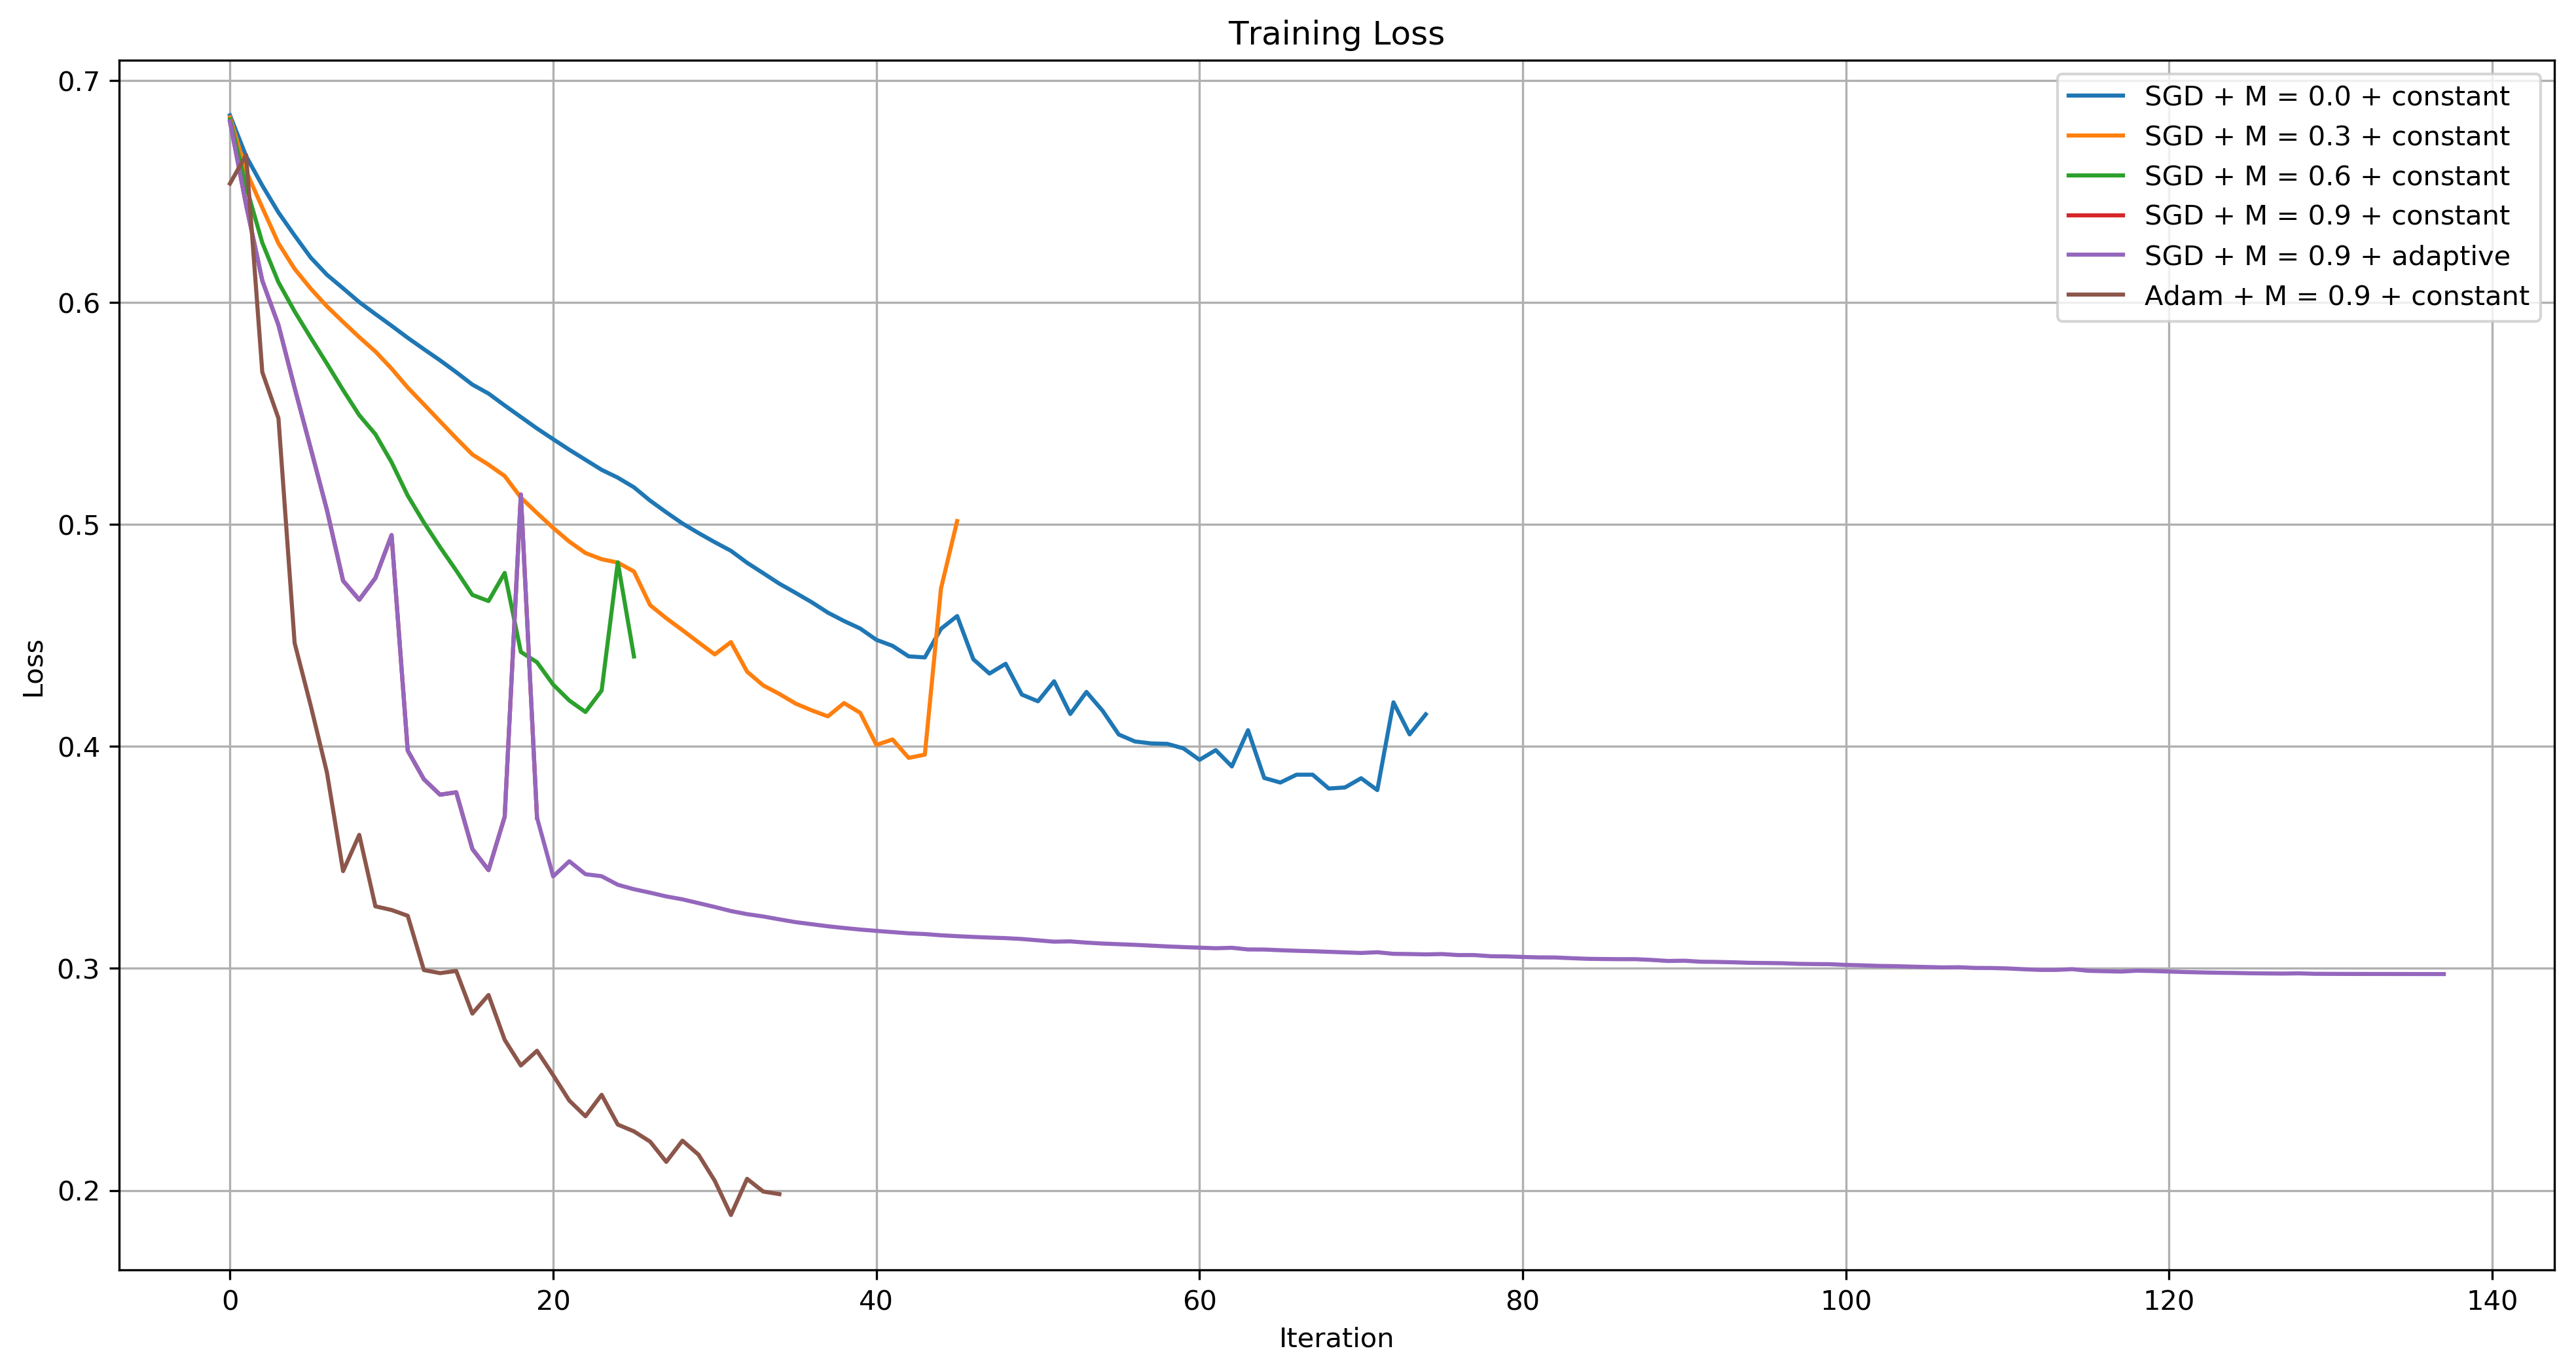 Training Loss
0.7
0.6
0.5
0.4
0.3
0.2
Loss
SGD + M = 0.0 + constant
SGD + M = 0.3 + constant
SGD + M = 0.6 + constant
SGD + M = 0.9 + constant
SGD + M = 0.9 + adaptive
Adam + M = 0.9 + constant
0 20 40 60 80 100 120 140
Iteration